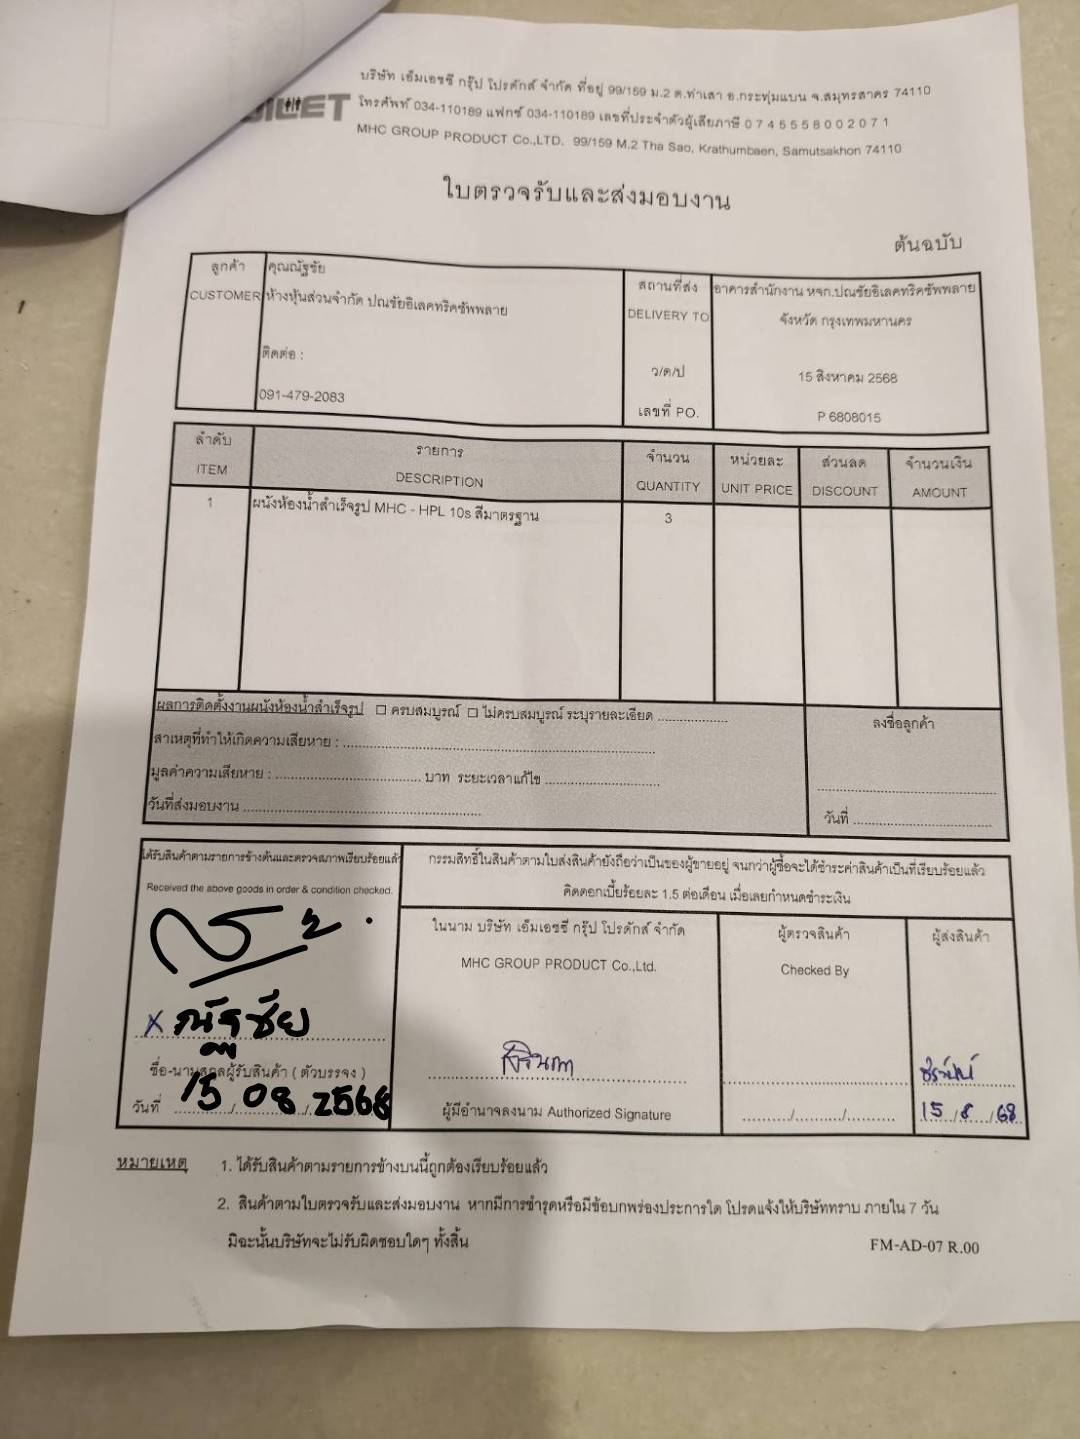 บริษัท เอ็มเอชซี กรุ๊ป โปรดักส์ จำกัด ที่อยู่ 99/159 ม.2 ต.ท่าเสา อ.กระทุ่มแบน จ.สมุทรสาคร 74110
โทรศัพท์ 034-110189 แฟกซ์ 034-110189 เลขที่ประจำตัวผู้เสียภาษี 0 7 4 5 5 5 8 0 0 2 0 7 1
MHC GROUP PRODUCT Co.,LTD. 99/159 M.2 Tha Sao, Krathumbaen, Samutsakhon 74110
ใบตรวจรับและส่งมอบงาน
ต้นฉบับ
ลูกค้า คุณณัฐชัย
CUSTOMER ห้างหุ้นส่วนจำกัด ปณชัยอิเลคทริคซัพพลาย
ติดต่อ :
091-479-2083
สถานที่ส่ง อาคารสำนักงาน หจก.ปณชัยอิเลคทริคซัพพลาย
DELIVERY TO จังหวัด กรุงเทพมหานคร
ว/ด/ป 15 สิงหาคม 2568
เลขที่ PO. P 6808015
ลำดับ รายการ จำนวน หน่วยละ ส่วนลด จำนวนเงิน
ITEM DESCRIPTION QUANTITY UNIT PRICE DISCOUNT AMOUNT
1 ผนังห้องน้ำสำเร็จรูป MHC - HPL 10s สีมาตรฐาน 3
ผลการติดตั้งงานผนังห้องน้ำสำเร็จรูป ☐ ครบสมบูรณ์ ☐ ไม่ครบสมบูรณ์ ระบุรายละเอียด ..................
สาเหตุที่ทำให้เกิดความเสียหาย : ..................
มูลค่าความเสียหาย : .................. บาท ระยะเวลาแก้ไข ..................
วันที่ส่งมอบงาน ..................
ลงชื่อลูกค้า
วันที่ ..................
ได้รับสินค้าตามรายการข้างต้นและตรวจสภาพเรียบร้อยแล้ว
Received the above goods in order & condition checked.
x ณัฐชัย
ชื่อ-นามสกุลผู้รับสินค้า ( ตัวบรรจง )
วันที่ 15/08/2568
กรรมสิทธิ์ในสินค้าตามใบส่งสินค้ายังถือว่าเป็นของผู้ขายอยู่ จนกว่าผู้ซื้อจะได้ชำระค่าสินค้าเป็นที่เรียบร้อยแล้ว
คิดดอกเบี้ยร้อยละ 1.5 ต่อเดือน เมื่อเลยกำหนดชำระเงิน
ในนาม บริษัท เอ็มเอชซี กรุ๊ป โปรดักส์ จำกัด
MHC GROUP PRODUCT Co.,Ltd.
ผู้มีอำนาจลงนาม Authorized Signature
ผู้ตรวจสินค้า
Checked By
........../........../..........
ผู้ส่งสินค้า
15/8/68
หมายเหตุ 1. ได้รับสินค้าตามรายการข้างบนนี้ถูกต้องเรียบร้อยแล้ว
2. สินค้าตามใบตรวจรับและส่งมอบงาน หากมีการชำรุดหรือมีข้อบกพร่องประการใด โปรดแจ้งให้บริษัททราบ ภายใน 7 วัน
มิฉะนั้นบริษัทจะไม่รับผิดชอบใดๆ ทั้งสิ้น
FM-AD-07 R.00